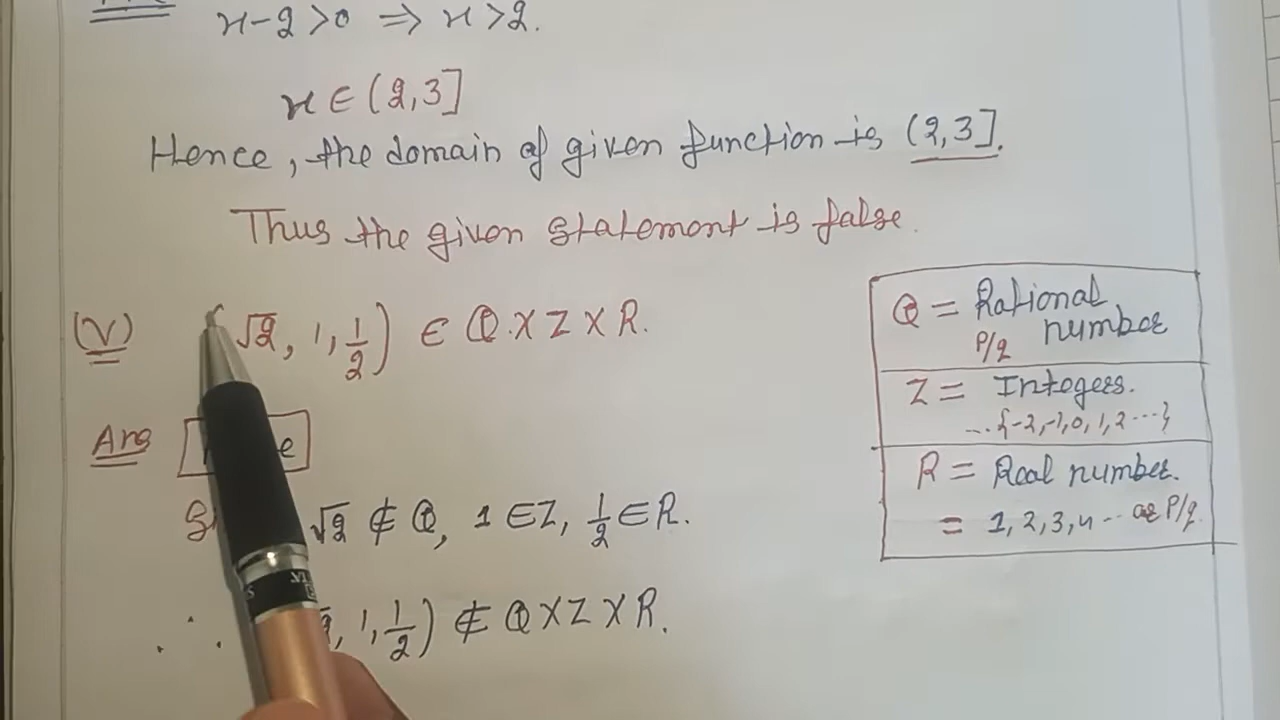 x-2>0 ⇒ x>2.
x ∈ (2,3]
Hence, the domain of given function is (2,3].
Thus the given statement is false.
(V) (√2, 1, 1/2) ∈ Q×Z×R.
Ans
√2 ∉ Q, 1 ∈ Z, 1/2 ∈ R.
, 1, 1/2) ∉ Q×Z×R.
Q = Rational number
P/q
Z = Integers.
...{-2,-1,0,1,2...}
R = Real number.
= 1,2,3,4... P/q.